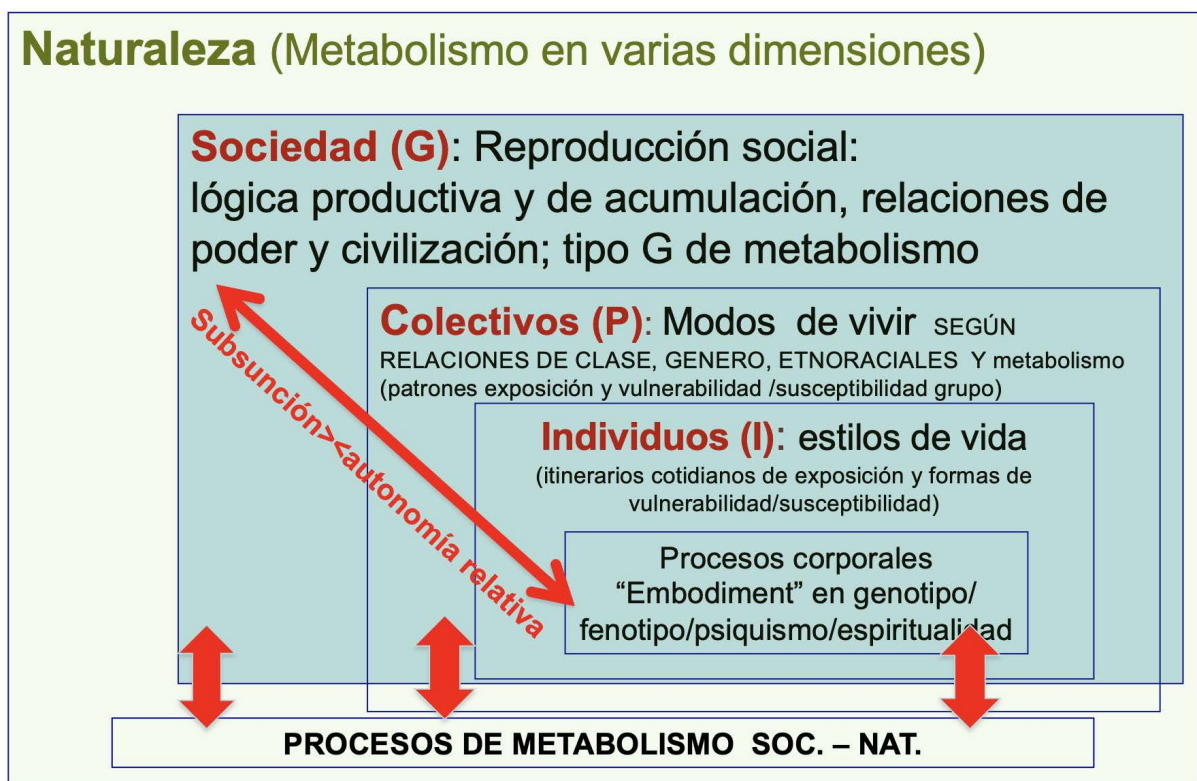 Naturaleza (Metabolismo en varias dimensiones)
Sociedad (G): Reproducción social:
lógica productiva y de acumulación, relaciones de
poder y civilización; tipo G de metabolismo
Colectivos (P): Modos de vivir SEGÚN
RELACIONES DE CLASE, GENERO, ETNORACIALES Y metabolismo
(patrones exposición y vulnerabilidad /susceptibilidad grupo)
Individuos (I): estilos de vida
(itinerarios cotidianos de exposición y formas de
vulnerabilidad/susceptibilidad)
Procesos corporales
“Embodiment” en genotipo/
fenotipo/psiquismo/espiritualidad
Subsunción><autonomía relativa
PROCESOS DE METABOLISMO SOC. – NAT.